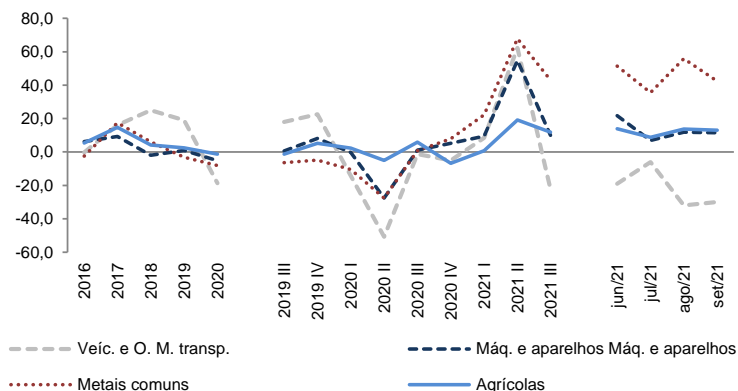 80,0
60,0
40,0
20,0
0,0
-20,0
-40,0
-60,0
2016
2017
2018
2019
2020
2019 III
2019 IV
2020 I
2020 II
2020 III
2020 IV
2021 I
2021 II
2021 III
jun/21
jul/21
ago/21
set/21
Veíc. e O. M. transp.
Máq. e aparelhos Máq. e aparelhos
Metais comuns
Agrícolas